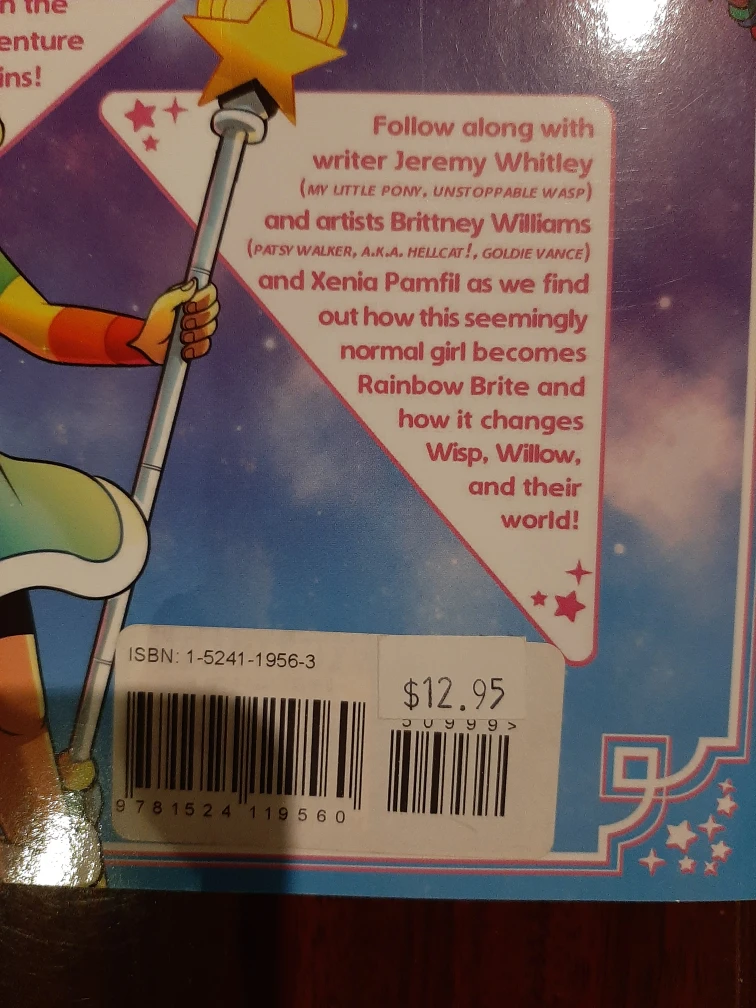 n the
enture
ins!
Follow along with
writer Jeremy Whitley
(MY LITTLE PONY, UNSTOPPABLE WASP)
and artists Brittney Williams
(PATSY WALKER, A.K.A. HELLCAT!, GOLDIE VANCE)
and Xenia Pamfil as we find
out how this seemingly
normal girl becomes
Rainbow Brite and
how it changes
Wisp, Willow,
and their
world!
ISBN: 1-5241-1956-3
$12.95
50999>
9 781524 119560